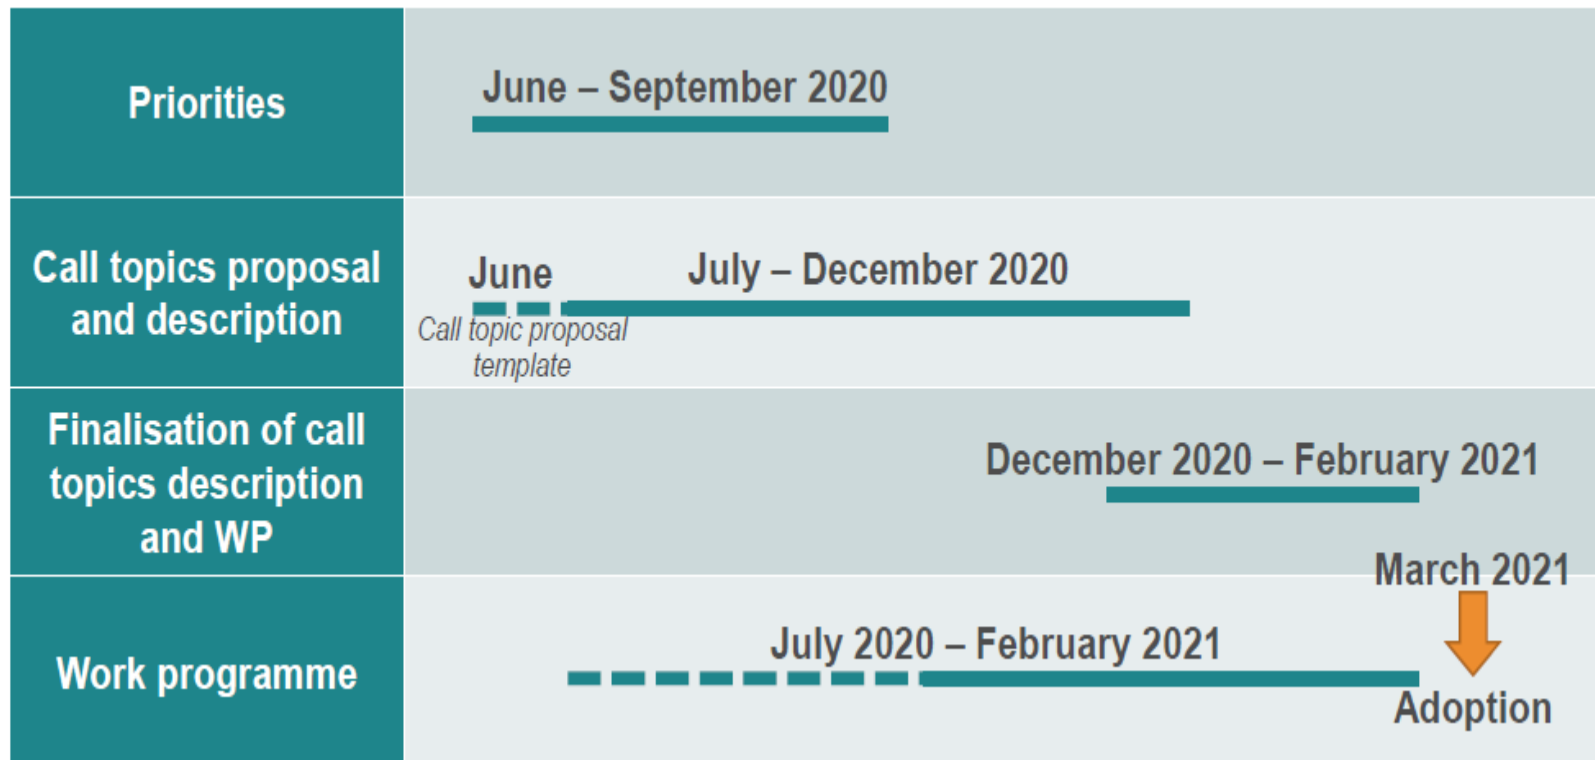 Priorities
June – September 2020
Call topics proposal
and description
June
July – December 2020
Call topic proposal
template
Finalisation of call
topics description
and WP
December 2020 – February 2021
March 2021
Work programme
July 2020 – February 2021
Adoption